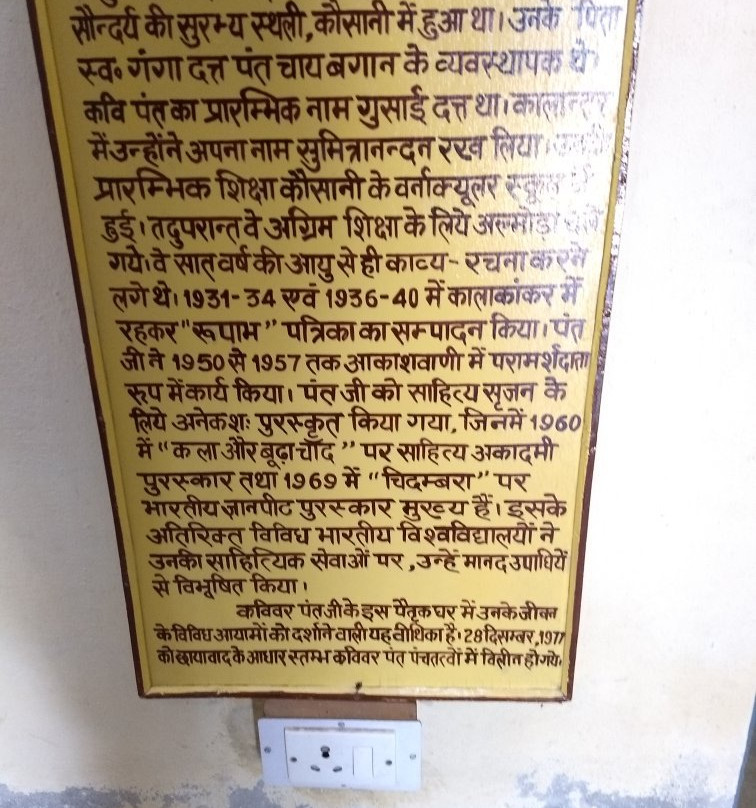 सौन्दर्य की सुरम्य स्थली, कौसानी में हुआ था। उनके पिता
स्व॰ गंगा दत्त पंत चाय बगान के व्यवस्थापक थे।
कवि पंत का प्रारम्भिक नाम गुसाई दत्त था। कालान्तर
में उन्होंने अपना नाम सुमित्रानन्दन रख लिया।
प्रारम्भिक शिक्षा कौसानी के वर्नाक्यूलर स्कूल में
हुई। तदुपरान्त वे अग्रिम शिक्षा के लिये अल्मोड़ा चले
गये। वे सात वर्ष की आयु से ही काव्य - रचना करने
लगे थे। 1931-34 एवं 1936-40 में कालाकांकर में
रहकर "रूपाभ" पत्रिका का सम्पादन किया। पंत
जी ने 1950 से 1957 तक आकाशवाणी में परामर्शदाता
रूप में कार्य किया। पंत जी को साहित्य सृजन के
लिये अनेकशः पुरस्कृत किया गया, जिनमें 1960
में "कला और बूढ़ा चाँद" पर साहित्य अकादमी
पुरस्कार तथा 1969 में "चिदम्बरा" पर
भारतीय ज्ञानपीट पुरस्कार मुख्य हैं। इसके
अतिरिक्त विविध भारतीय विश्वविद्यालयों ने
उनकी साहित्यिक सेवाओं पर, उन्हें मानद उपाधियों
से विभूषित किया।
कविवर पंत जी के इस पैतृक घर में उनके जीवन
के विविध आयामों को दर्शाने वाली यह वीथिका है। 28 दिसम्बर, 1977
को छायावाद के आधार स्तम्भ कविवर पंत पंचतत्वों में विलीन हो गये।